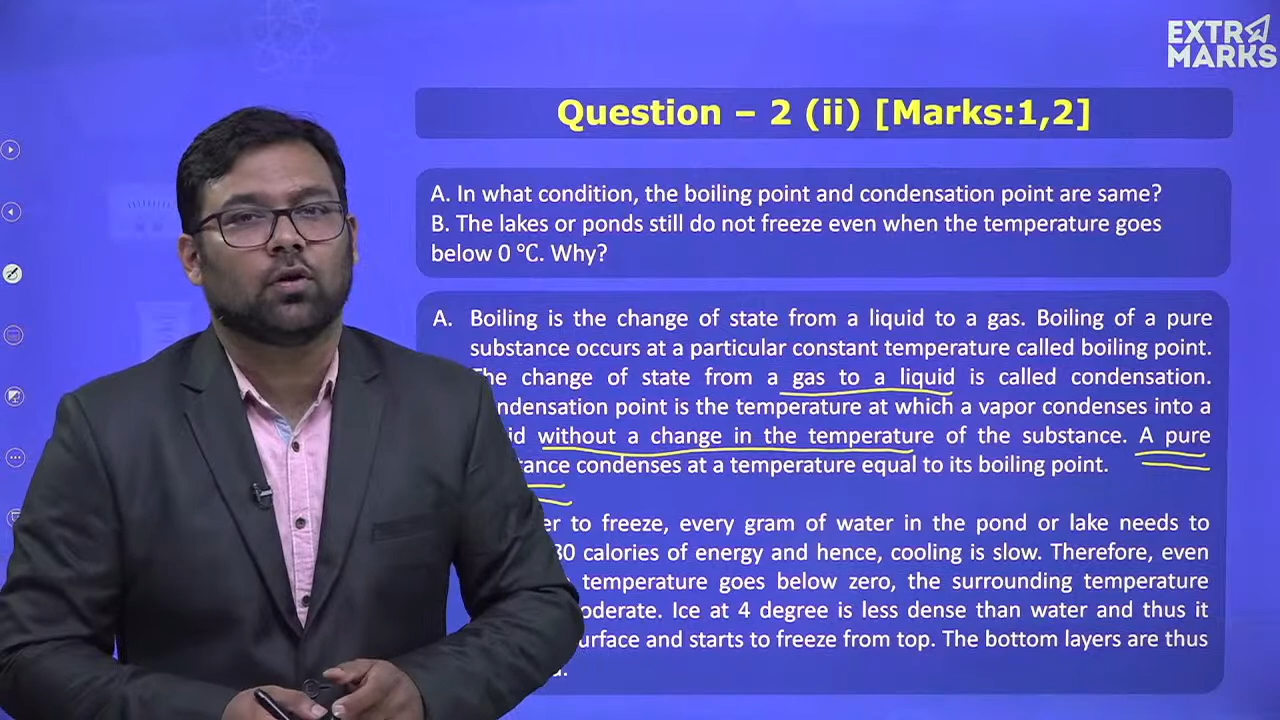 EXTR
MARKS
Question – 2 (ii) [Marks:1,2]
A. In what condition, the boiling point and condensation point are same?
B. The lakes or ponds still do not freeze even when the temperature goes
below 0 °C. Why?
A. Boiling is the change of state from a liquid to a gas. Boiling of a pure
substance occurs at a particular constant temperature called boiling point.
The change of state from a gas to a liquid is called condensation.
ndensation point is the temperature at which a vapor condenses into a
id without a change in the temperature of the substance. A pure
tance condenses at a temperature equal to its boiling point.
er to freeze, every gram of water in the pond or lake needs to
80 calories of energy and hence, cooling is slow. Therefore, even
temperature goes below zero, the surrounding temperature
oderate. Ice at 4 degree is less dense than water and thus it
urface and starts to freeze from top. The bottom layers are thus